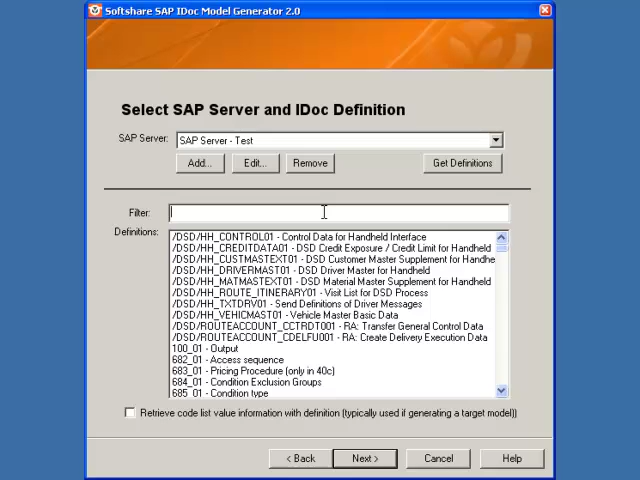 Softshare SAP IDoc Model Generator 2.0
Select SAP Server and IDoc Definition
SAP Server: SAP Server - Test
Add... Edit... Remove Get Definitions
Filter:
Definitions:
/DSD/HH_CONTROL01 - Control Data for Handheld Interface
/DSD/HH_CREDITDATA01 - DSD Credit Exposure / Credit Limit for Handheld
/DSD/HH_CUSTMASTEXT01 - DSD Customer Master Supplement for Handhe
/DSD/HH_DRIVERMAST01 - DSD Driver Master for Handheld
/DSD/HH_MATMASTEXT01 - DSD Material Master Supplement for Handheld
/DSD/HH_ROUTE_ITINERARY01 - Visit List for DSD Process
/DSD/HH_TXTDRV01 - Send Definitions of Driver Messages
/DSD/HH_VEHICMAST01 - Vehicle Master Basic Data
/DSD/ROUTEACCOUNT_CCTRDT001 - RA: Transfer General Control Data
/DSD/ROUTEACCOUNT_CDELFU001 - RA: Create Delivery Execution Data
100_01 - Output
682_01 - Access sequence
683_01 - Pricing Procedure (only in 40c)
684_01 - Condition Exclusion Groups
685_01 - Condition type
Retrieve code list value information with definition (typically used if generating a target model))
< Back Next > Cancel Help